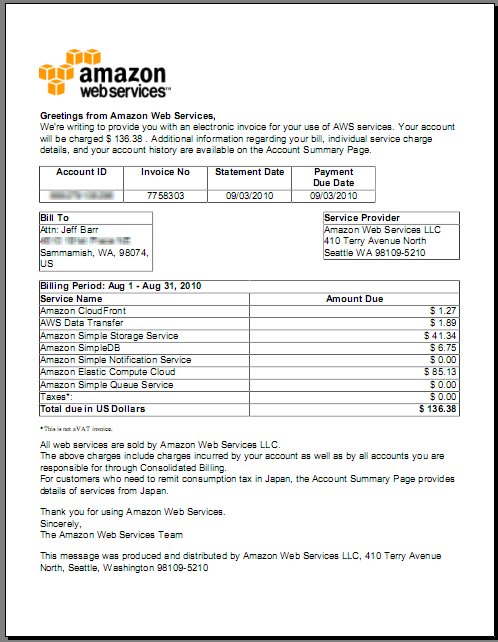 amazon
webservices™
Greetings from Amazon Web Services,
We're writing to provide you with an electronic invoice for your use of AWS services. Your account
will be charged $ 136.38 . Additional information regarding your bill, individual service charge
details, and your account history are available on the Account Summary Page.
Account ID Invoice No Statement Date Payment
Due Date
7758303 09/03/2010 09/03/2010
Bill To Service Provider
Attn: Jeff Barr Amazon Web Services LLC
410 Terry Avenue North
Sammamish, WA, 98074, Seattle WA 98109-5210
US
Billing Period: Aug 1 - Aug 31, 2010
Service Name Amount Due
Amazon CloudFront $ 1.27
AWS Data Transfer $ 1.89
Amazon Simple Storage Service $ 41.34
Amazon SimpleDB $ 6.75
Amazon Simple Notification Service $ 0.00
Amazon Elastic Compute Cloud $ 85.13
Amazon Simple Queue Service $ 0.00
Taxes*: $ 0.00
Total due in US Dollars $ 136.38
* This is not a VAT invoice.
All web services are sold by Amazon Web Services LLC.
The above charges include charges incurred by your account as well as by all accounts you are
responsible for through Consolidated Billing.
For customers who need to remit consumption tax in Japan, the Account Summary Page provides
details of services from Japan.
Thank you for using Amazon Web Services.
Sincerely,
The Amazon Web Services Team
This message was produced and distributed by Amazon Web Services LLC, 410 Terry Avenue
North, Seattle, Washington 98109-5210